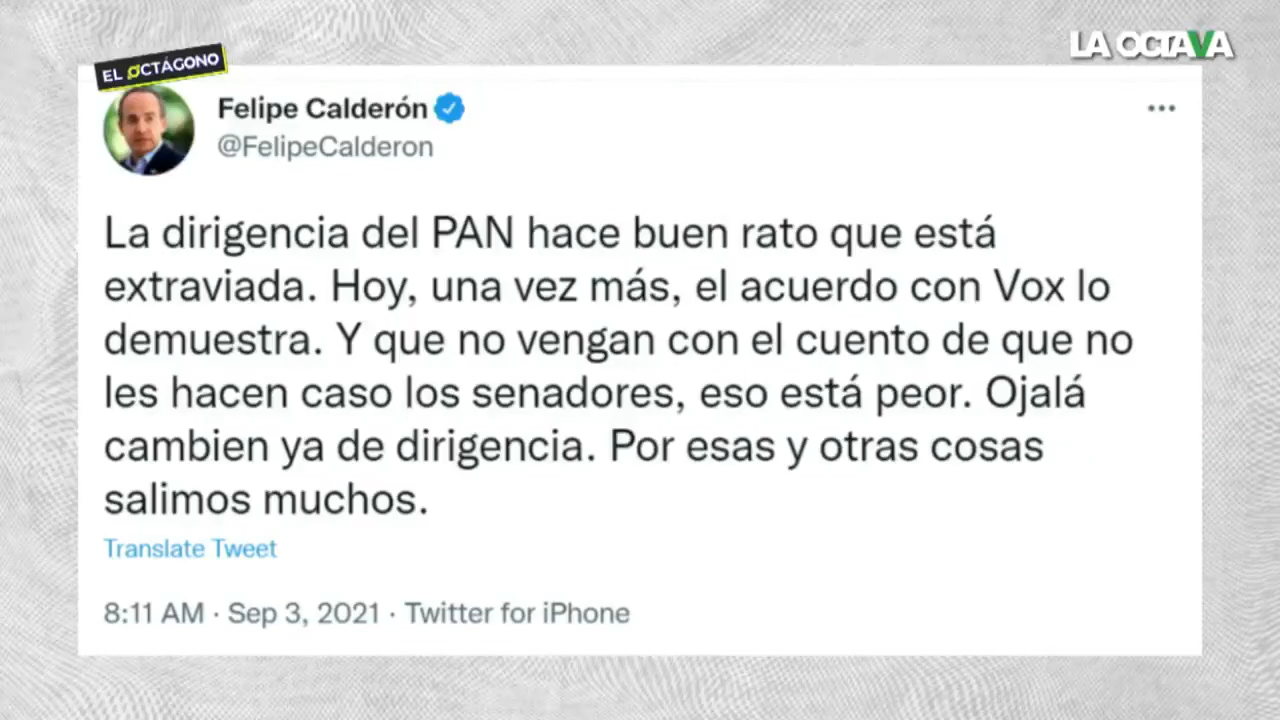 EL OCTÁGONO
LA OCTAVA
Felipe Calderón
@FelipeCalderon
La dirigencia del PAN hace buen rato que está
extraviada. Hoy, una vez más, el acuerdo con Vox lo
demuestra. Y que no vengan con el cuento de que no
les hacen caso los senadores, eso está peor. Ojalá
cambien ya de dirigencia. Por esas y otras cosas
salimos muchos.
Translate Tweet
8:11 AM · Sep 3, 2021 · Twitter for iPhone